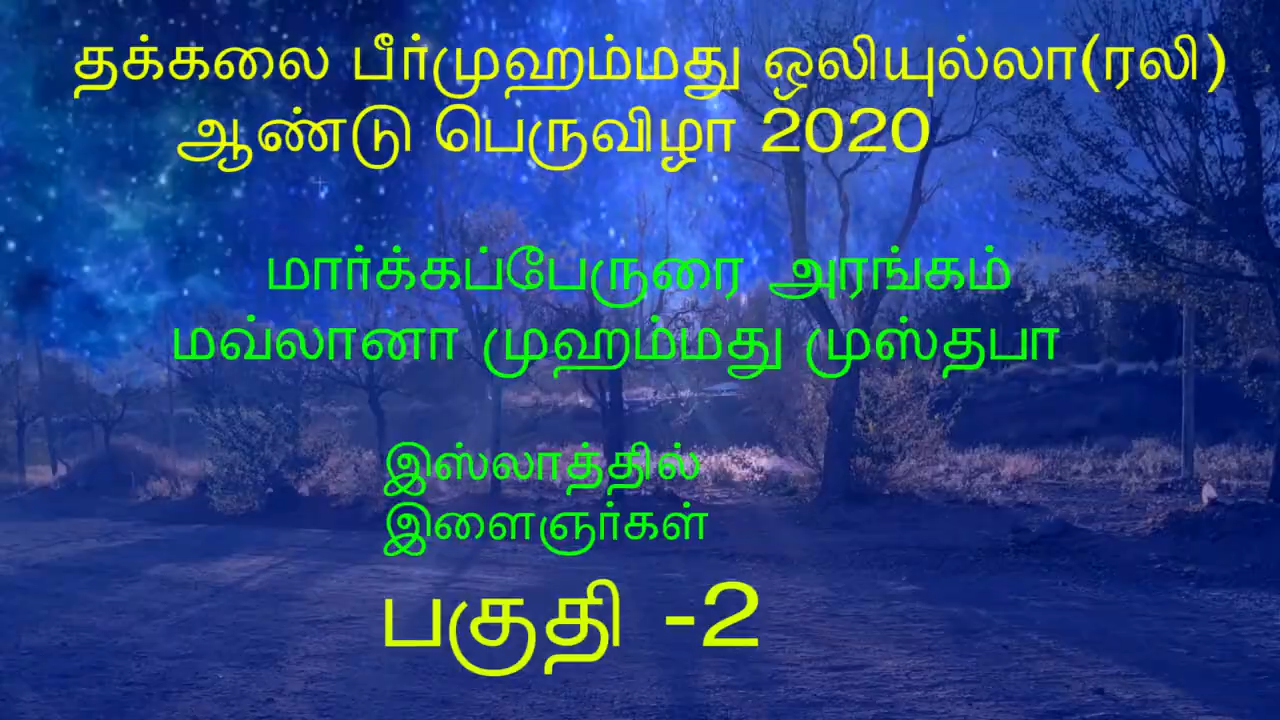 தக்கலை பீர்முஹம்மது ஒலியுல்லா(ரலி)
ஆண்டு பெருவிழா 2020
மார்க்கப்பேருரை அரங்கம்
மவ்லானா முஹம்மது முஸ்தபா
இஸ்லாத்தில்
இளைஞர்கள்
பகுதி -2